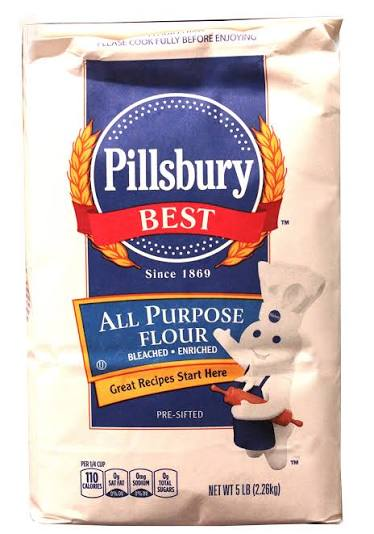 PLEASE COOK FULLY BEFORE ENJOYING
Pillsbury
BEST
™
Since 1869
ALL PURPOSE
FLOUR
BLEACHED • ENRICHED
Great Recipes Start Here
PRE-SIFTED
™
PER 1/4 CUP
110
CALORIES
0g
SAT FAT
0% DV
0mg
SODIUM
0% DV
0g
TOTAL
SUGARS
NET WT 5 LB (2.26kg)